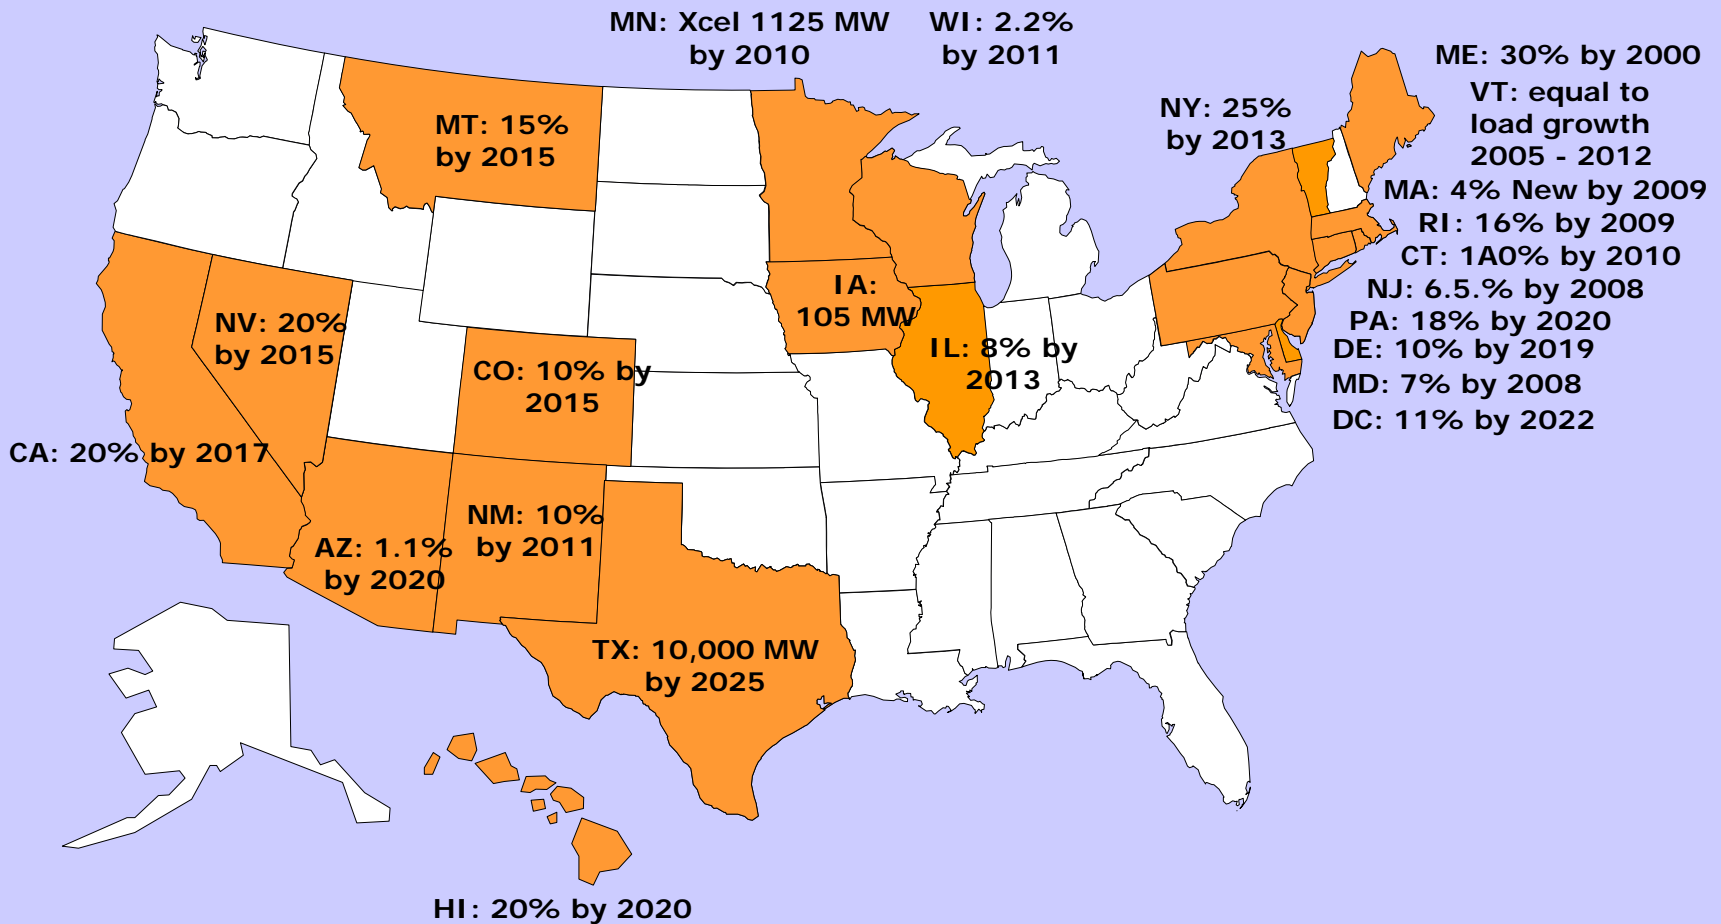 MN: Xcel 1125 MW
by 2010
WI: 2.2%
by 2011
ME: 30% by 2000
VT: equal to
load growth
2005 - 2012
NY: 25%
by 2013
MT: 15%
by 2015
MA: 4% New by 2009
RI: 16% by 2009
CT: 1A0% by 2010
NJ: 6.5.% by 2008
PA: 18% by 2020
DE: 10% by 2019
MD: 7% by 2008
DC: 11% by 2022
IA:
105 MW
NV: 20%
by 2015
IL: 8% by
2013
CO: 10% by
2015
CA: 20% by 2017
NM: 10%
by 2011
AZ: 1.1%
by 2020
TX: 10,000 MW
by 2025
HI: 20% by 2020